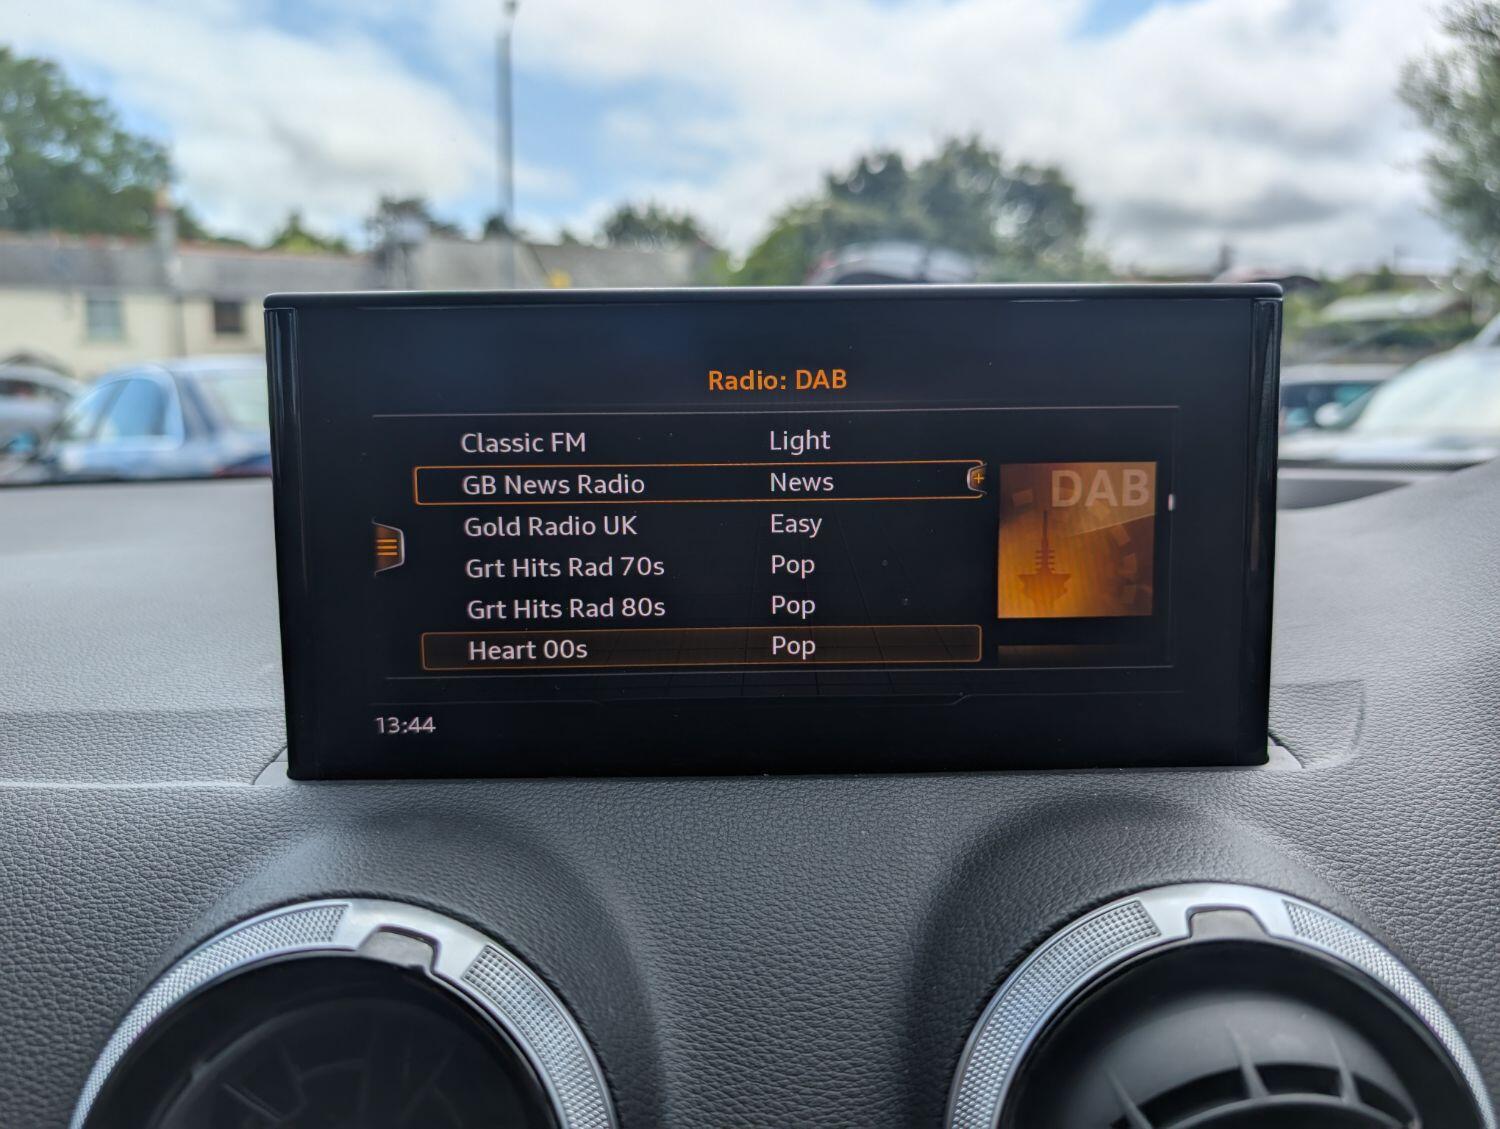 Radio: DAB
Classic FM Light
GB News Radio News
Gold Radio UK Easy
Grt Hits Rad 70s Pop
Grt Hits Rad 80s Pop
Heart 00s Pop
DAB
13:44